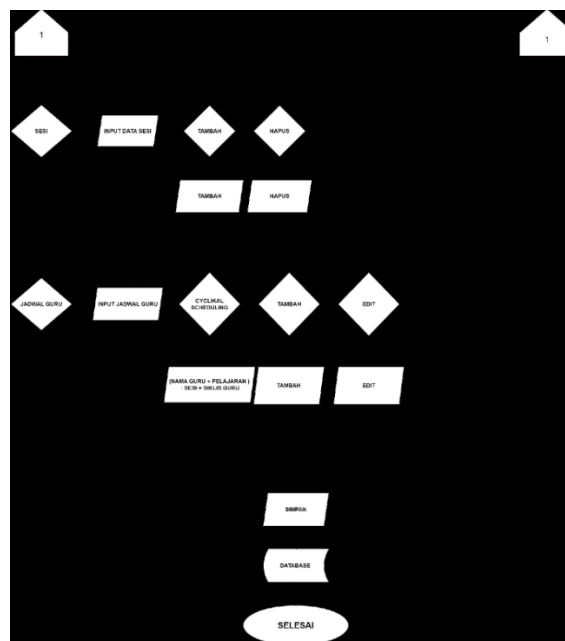 1
1
SESI
INPUT DATA SESI
TAMBAH
HAPUS
TAMBAH
HAPUS
JADWAL GURU
INPUT JADWAL GURU
CYCLIKAL
SCHEDULING
TAMBAH
EDIT
(NAMA GURU + PELAJARAN )
: SESI = SIKLIS GURU
TAMBAH
EDIT
SIMPAN
DATABASE
SELESAI